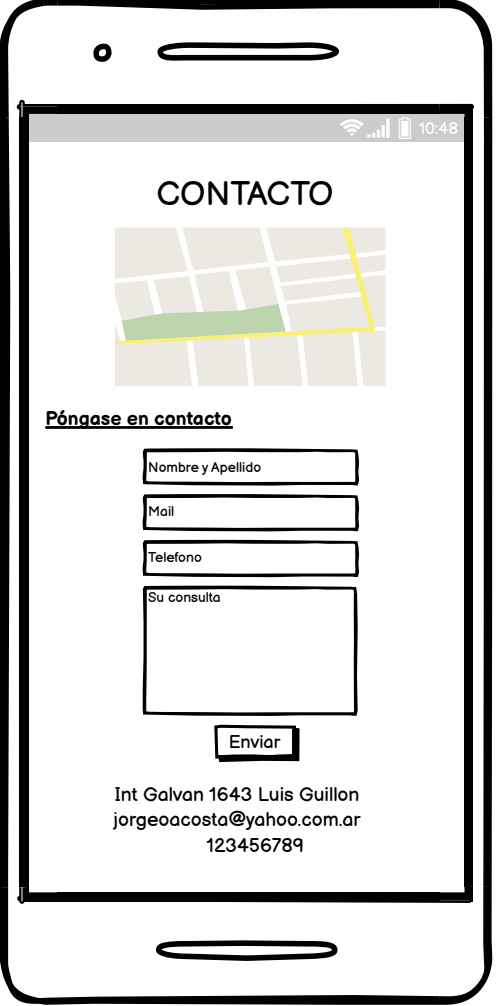 10:48
CONTACTO
Póngase en contacto
Nombre y Apellido
Mail
Telefono
Su consulta
Enviar
Int Galvan 1643 Luis Guillon
jorgeoacosta@yahoo.com.ar
123456789